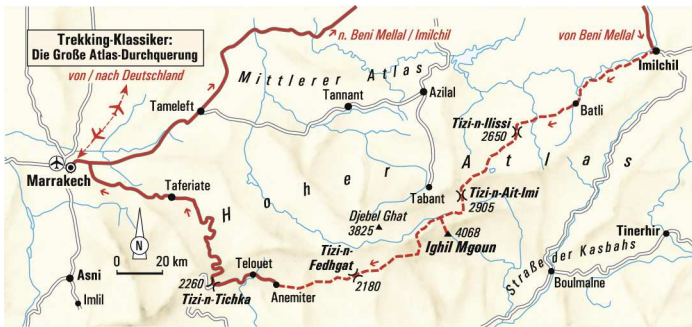 Trekking-Klassiker:
Die Große Atlas-Durchquerung
von / nach Deutschland
n. Beni Mellal / Imilchil
von Beni Mellal
Imilchil
Mittlerer Atlas
Tameleft
Tannant
Azilal
Batli
Tizi-n-Ilissi
2650
Marrakech
Taferiate
Hoher Atlas
Tabant
Tizi-n-Ait-Imi
2905
Djebel Ghat
3825
4068
Ighil Mgoun
N
0 20 km
Asni
Imlil
Telouet
Tizi-n-
Fedhgat
2180
2260
Tizi-n-Tichka
Anemiter
Tinerhir
Straße der Kasbahs
Boulmalne